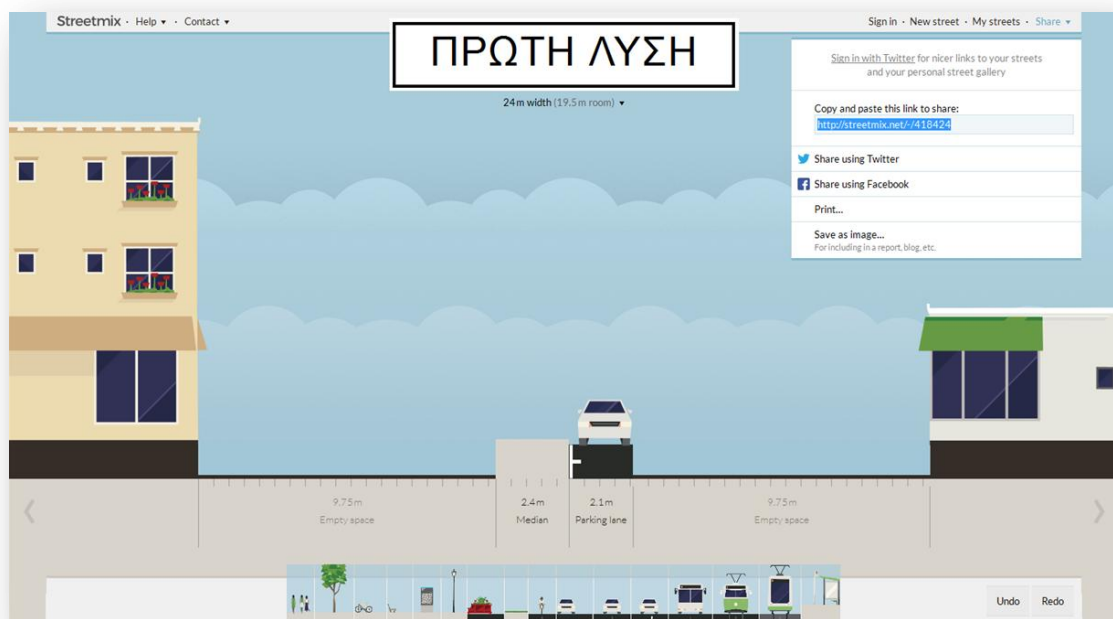 Streetmix · Help ▾ · Contact ▾
Sign in · New street · My streets · Share ▾
ΠΡΩΤΗ ΛΥΣΗ
24 m width (19.5 m room) ▾
Sign in with Twitter for nicer links to your streets
and your personal street gallery
Copy and paste this link to share:
http://streetmix.net/-/418424
Share using Twitter
Share using Facebook
Print...
Save as image...
For including in a report, blog, etc.
9.75m 2.4m 2.1m 9.75m
Empty space Median Parking lane Empty space
Undo Redo